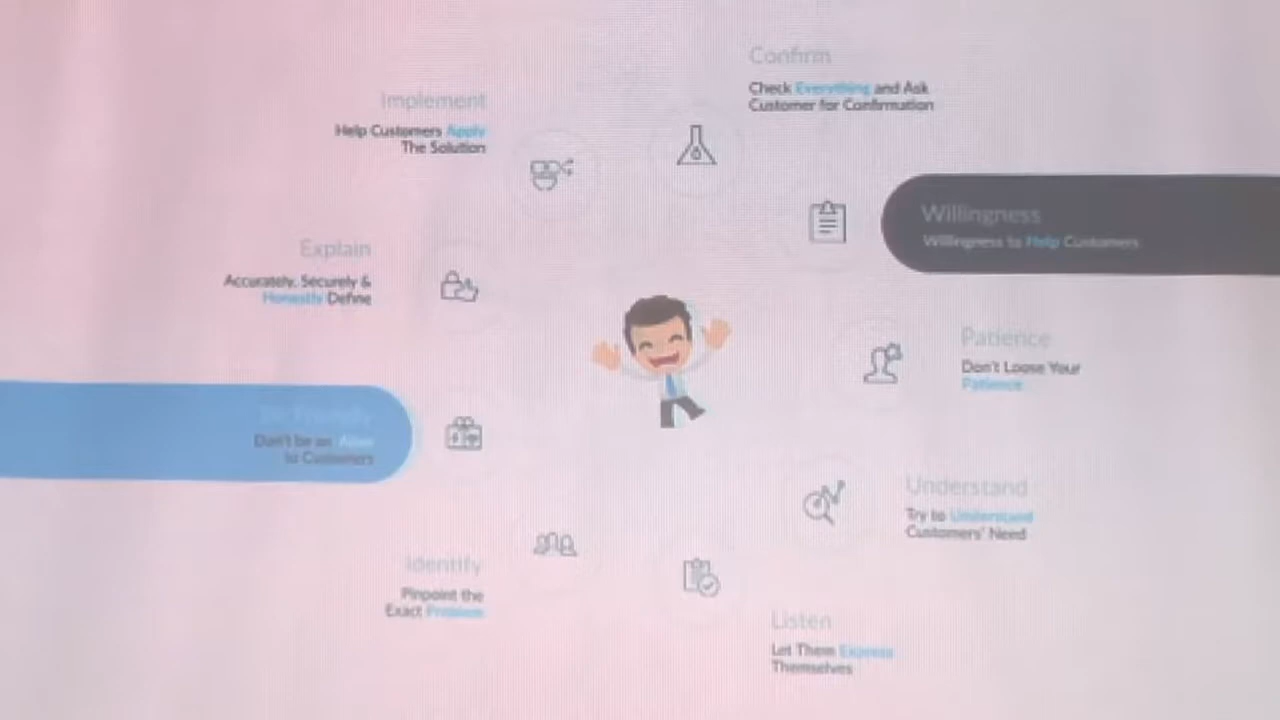 Confirm
Check Everything and Ask
Customer for Confirmation
Implement
Help Customers Apply
The Solution
Willingness
Willingness to Help Customers
Explain
Accurately, Securely &
Honestly Define
Patience
Don't Loose Your
Patience
Don't be an Alien
to Customers
Understand
Try to Understand
Customers' Need
Identify
Pinpoint the
Exact Problem
Listen
Let Them Express
Themselves